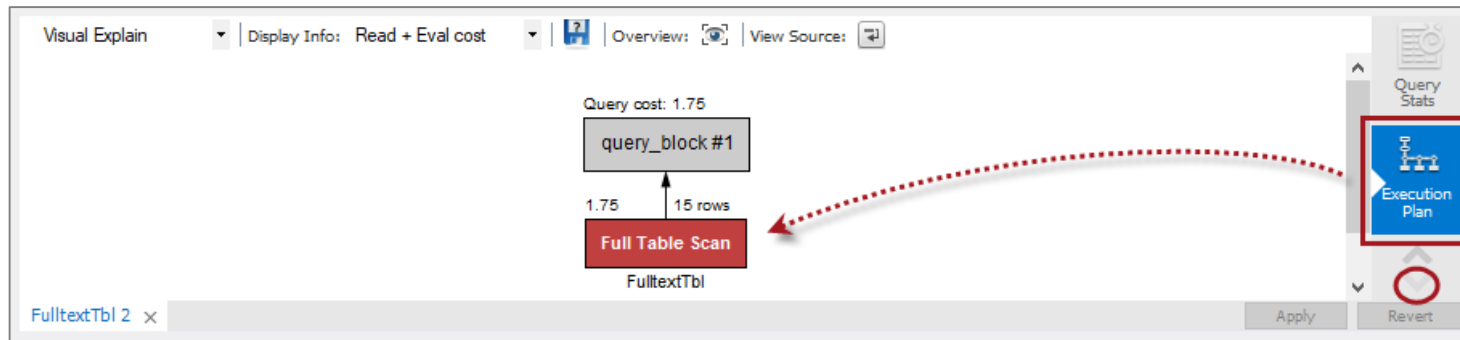 Visual Explain Display Info: Read + Eval cost Overview: View Source:
Query
Stats
Query cost: 1.75
query_block #1
1.75 15 rows
Full Table Scan
FulltextTbl
Execution
Plan
FulltextTbl 2 × Apply Revert